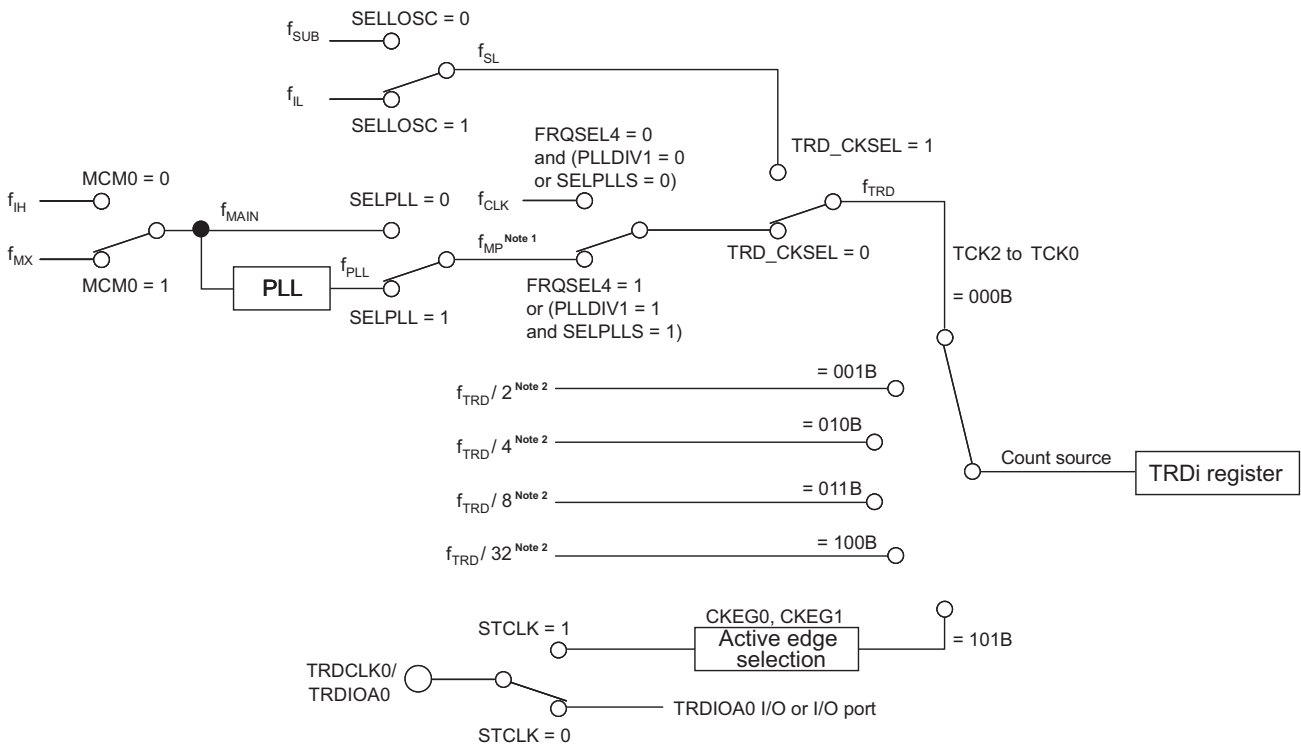 SELLOSC = 0
fSUB
fSL
fIL
SELLOSC = 1
FRQSEL4 = 0
and (PLLDIV1 = 0
or SELPLLS = 0)
TRD_CKSEL = 1
MCM0 = 0
SELPLL = 0
fIH
fCLK
fTRD
fMAIN
fMP Note 1
fMX
TRD_CKSEL = 0
TCK2 to TCK0
MCM0 = 1
fPLL
PLL
FRQSEL4 = 1
or (PLLDIV1 = 1
and SELPLLS = 1)
= 000B
SELPLL = 1
fTRD/ 2 Note 2
= 001B
fTRD/ 4 Note 2
= 010B
Count source
TRDi register
fTRD/ 8 Note 2
= 011B
fTRD/ 32 Note 2
= 100B
CKEG0, CKEG1
STCLK = 1
Active edge
selection
= 101B
TRDCLK0/
TRDIOA0
TRDIOA0 I/O or I/O port
STCLK = 0